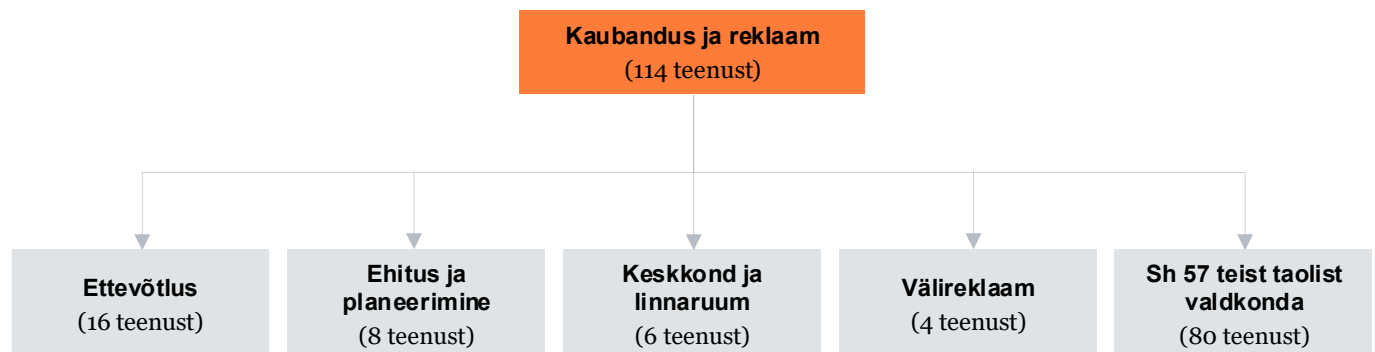 Kaubandus ja reklaam
(114 teenust)
Ettevõtlus
(16 teenust)
Ehitus ja
planeerimine
(8 teenust)
Keskkond ja
linnaruum
(6 teenust)
Välireklaam
(4 teenust)
Sh 57 teist taolist
valdkonda
(80 teenust)